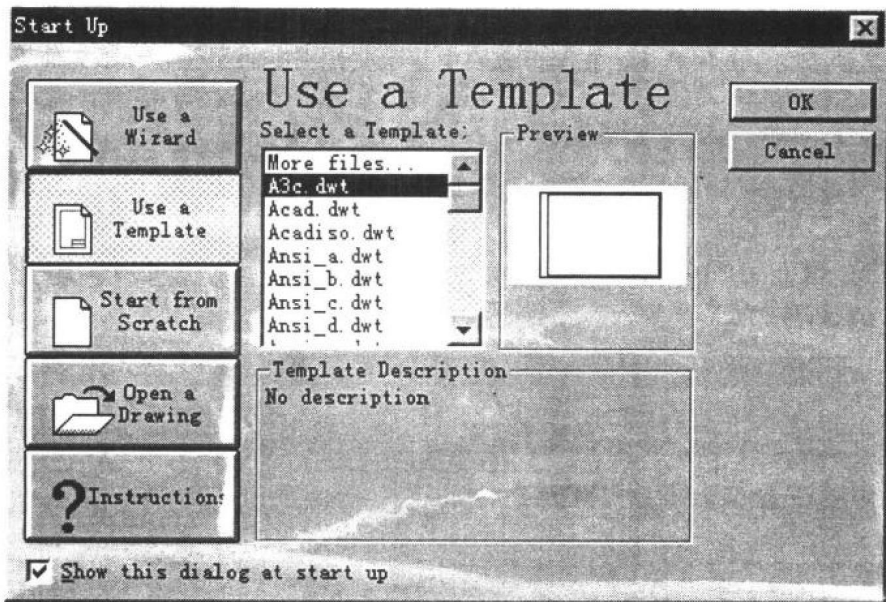 Start Up
Use a
Wizard
Use a
Template
Start from
Scratch
Open a
Drawing
Instructions
Use a Template
Select a Template:
More files...
A3c.dwt
Acad.dwt
Acadiso.dwt
Ansi_a.dwt
Ansi_b.dwt
Ansi_c.dwt
Ansi_d.dwt
Preview
OK
Cancel
Template Description
No description
Show this dialog at start up